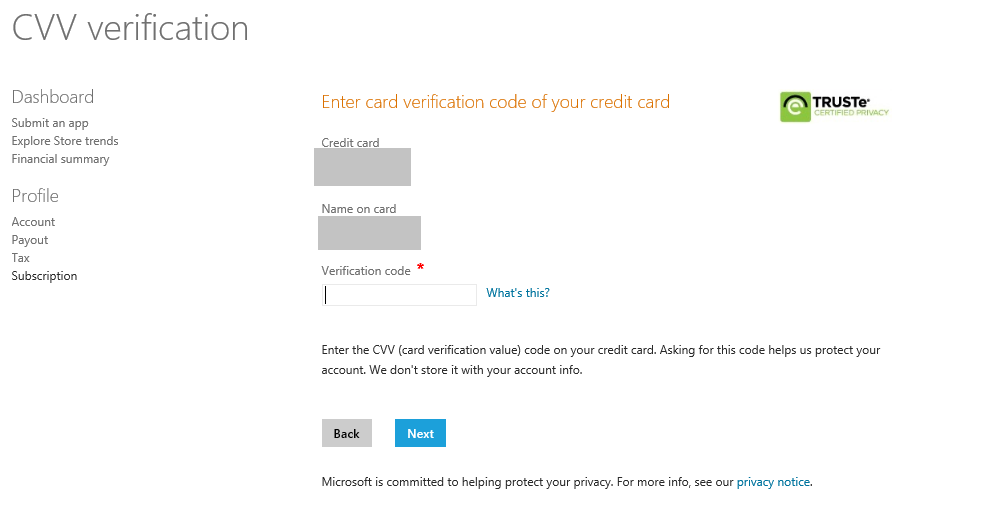 CVV verification
Dashboard
Submit an app
Explore Store trends
Financial summary
Profile
Account
Payout
Tax
Subscription
Enter card verification code of your credit card
TRUSTe
CERTIFIED PRIVACY
Credit card
Name on card
Verification code *
What's this?
Enter the CVV (card verification value) code on your credit card. Asking for this code helps us protect your
account. We don't store it with your account info.
Back
Next
Microsoft is committed to helping protect your privacy. For more info, see our privacy notice.